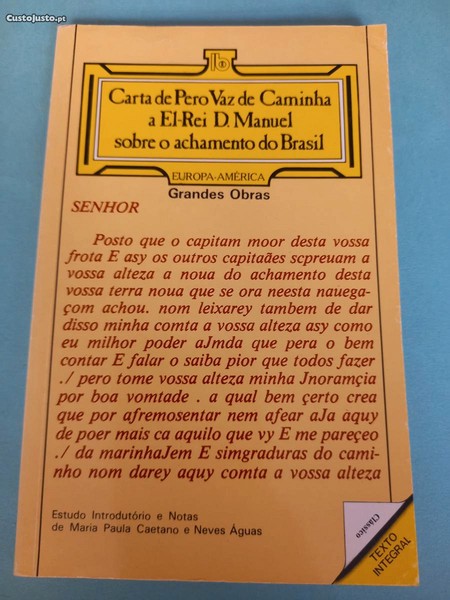 CustoJusto.pt
Carta de Pero Vaz de Caminha
a El-Rei D. Manuel
sobre o achamento do Brasil
EUROPA-AMÉRICA
Grandes Obras
SENHOR
Posto que o capitam moor desta vossa
frota E asy os outros capitaães scpreuam a
vossa alteza a noua do achamento desta
vossa terra noua que se ora neesta nauega-
çom achou. nom leixarey tambem de dar
disso minha comta a vossa alteza asy como
eu milhor poder aJmda que pera o bem
contar E falar o saiba pior que todos fazer
./ pero tome vossa alteza minha Jnoramçia
por boa vomtade . a qual bem çerto crea
que por afremosentar nem afear aJa aquy
de poer mais ca aquilo que vy E me pareçeo
./ da marinhaJem E simgraduras do cami-
nho nom darey aquy comta a vossa alteza
Estudo Introdutório e Notas
de Maria Paula Caetano e Neves Águas
Clássico
TEXTO
INTEGRAL